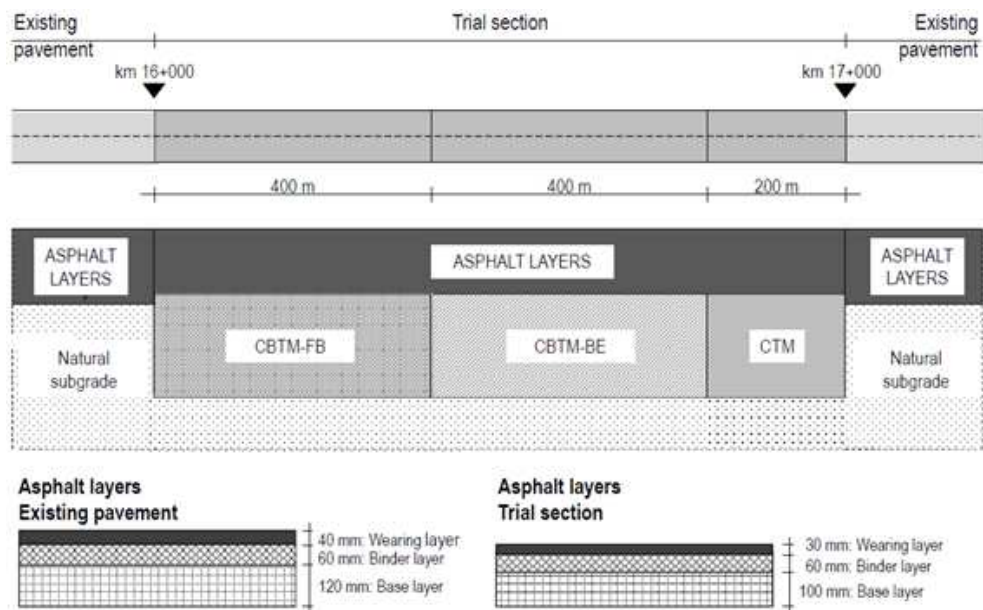 Existing
pavement
Trial section
Existing
pavement
km 16+000
km 17+000
400 m
400 m
200 m
ASPHALT
LAYERS
ASPHALT LAYERS
ASPHALT
LAYERS
Natural
subgrade
CBTM-FB
CBTM-BE
CTM
Natural
subgrade
Asphalt layers
Existing pavement
40 mm: Wearing layer
60 mm: Binder layer
120 mm: Base layer
Asphalt layers
Trial section
30 mm: Wearing layer
60 mm: Binder layer
100 mm: Base layer